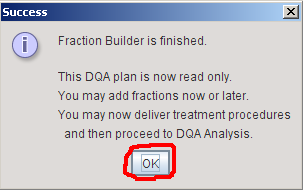 Success
Fraction Builder is finished.
This DQA plan is now read only.
You may add fractions now or later.
You may now deliver treatment procedures
and then proceed to DQA Analysis.
OK